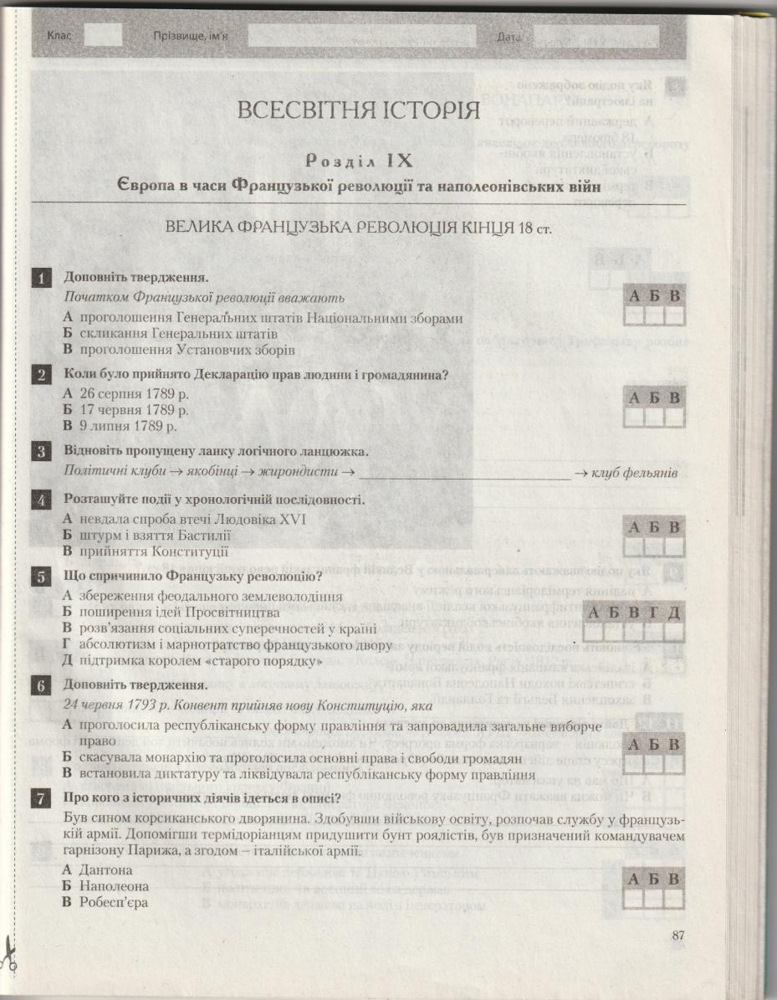 Клас Прізвище, ім'я Дата
ВСЕСВІТНЯ ІСТОРІЯ
Розділ IX
Європа в часи Французької революції та наполеонівських війн
ВЕЛИКА ФРАНЦУЗЬКА РЕВОЛЮЦІЯ КІНЦЯ 18 ст.
1 Доповніть твердження.
Початком Французької революції вважають
А Б В
А проголошення Генеральних штатів Національними зборами
Б скликання Генеральних штатів
В проголошення Установчих зборів
2 Коли було прийнято Декларацію прав людини і громадянина?
А 26 серпня 1789 р.
А Б В
Б 17 червня 1789 р.
В 9 липня 1789 р.
3 Відновіть пропущену ланку логічного ланцюжка.
Політичні клуби → якобінці → жирондисти → ______ → клуб фельянів
4 Розташуйте події у хронологічній послідовності.
А невдала спроба втечі Людовіка XVI
А Б В
Б штурм і взяття Бастилії
В прийняття Конституції
5 Що спричинило Французьку революцію?
А збереження феодального землеволодіння
Б поширення ідей Просвітництва
А Б В Г Д
В розв'язання соціальних суперечностей у країні
Г абсолютизм і марнотратство французького двору
Д підтримка королем «старого порядку»
6 Доповніть твердження.
24 червня 1793 р. Конвент прийняв нову Конституцію, яка
А проголосила республіканську форму правління та запровадила загальне виборче
право
А Б В
Б скасувала монархію та проголосила основні права і свободи громадян
В встановила диктатуру та ліквідувала республіканську форму правління
7 Про кого з історичних діячів ідеться в описі?
Був сином корсиканського дворянина. Здобувши військову освіту, розпочав службу у французь-
кій армії. Допомігши термідоріанцям придушити бунт роялістів, був призначений командувачем
гарнізону Парижа, а згодом – італійської армії.
А Дантона
А Б В
Б Наполеона
В Робесп'єра
87